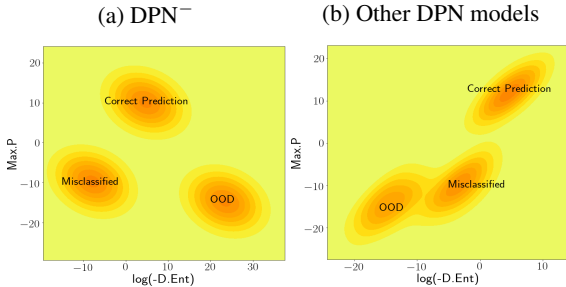 (a) DPN⁻
(b) Other DPN models
20
10
0
−10
−20
Max.P
Correct Prediction
Misclassified
OOD
−10
0
10
20
30
log(-D.Ent)
20
10
0
−10
−20
Max.P
Correct Prediction
Misclassified
OOD
−20
−10
0
10
log(-D.Ent)